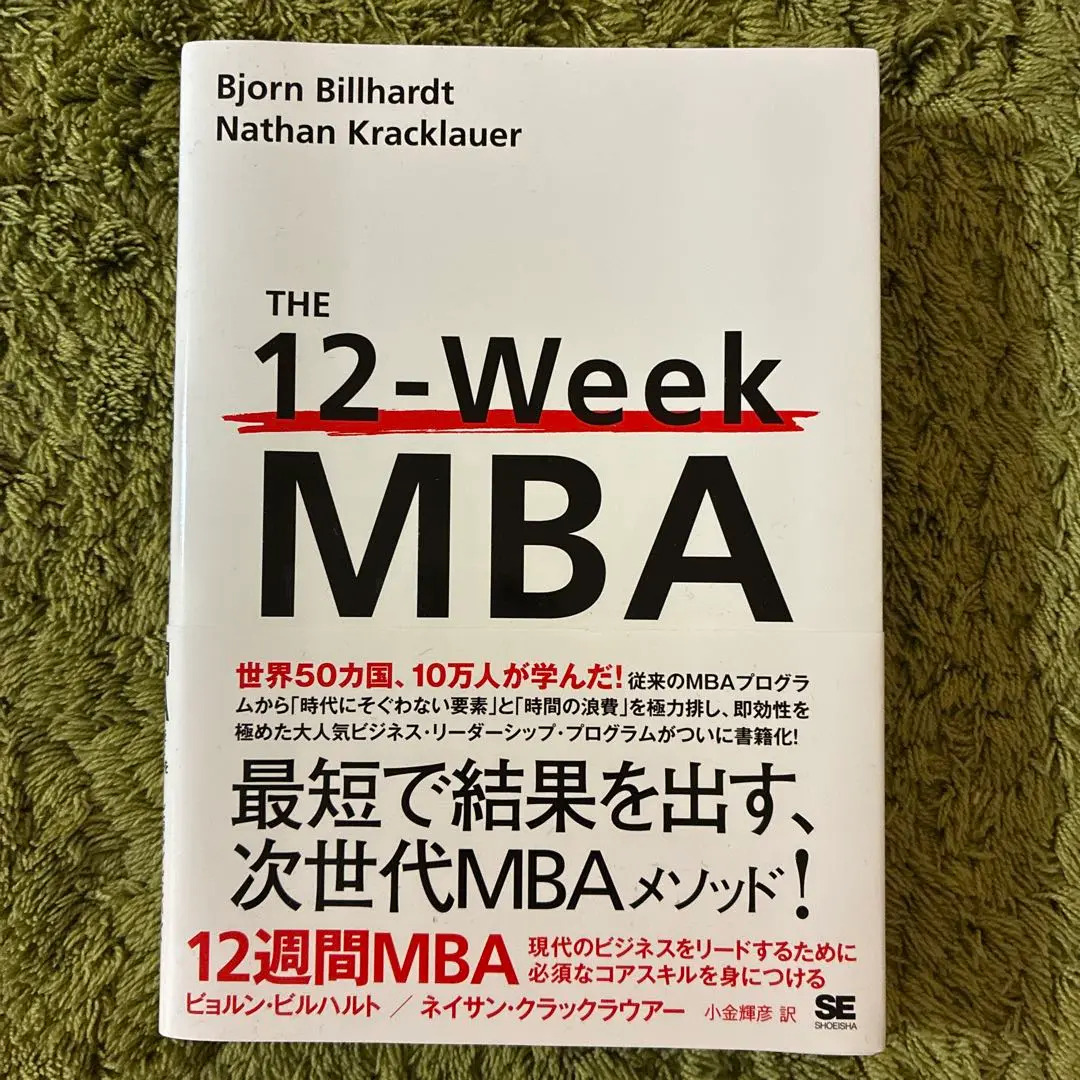 Bjorn Billhardt
Nathan Kracklauer
THE
12-Week
MBA
世界50カ国、10万人が学んだ!従来のMBAプログラ
ムから「時代にそぐわない要素」と「時間の浪費」を極力排し、即効性を
極めた大人気ビジネス・リーダーシップ・プログラムがついに書籍化!
最短で結果を出す、
次世代MBAメソッド!
12週間MBA 現代のビジネスをリードするために
必須なコアスキルを身につける
ビョルン・ビルハルト/ネイサン・クラックラウアー 小金輝彦 訳
SE
SHOEISHA